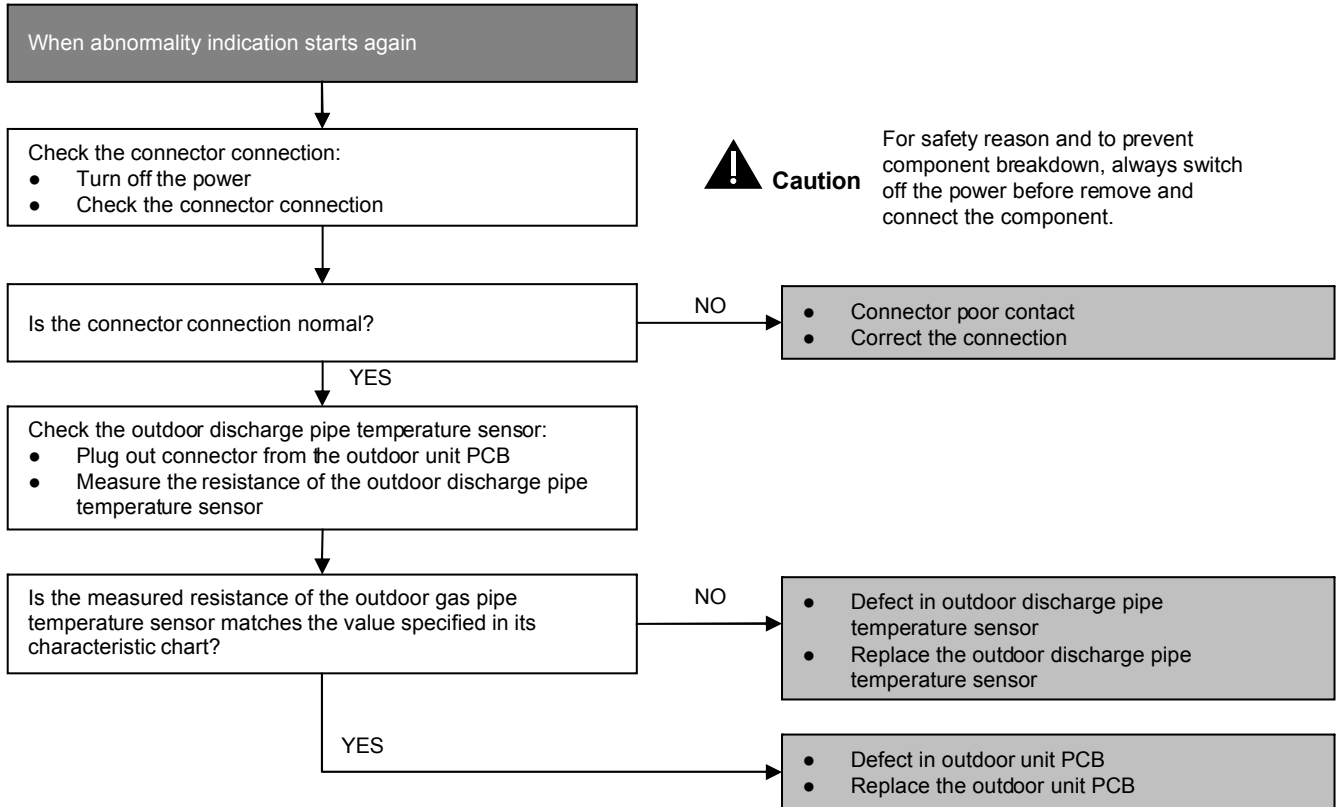 When abnormality indication starts again
Check the connector connection:
● Turn off the power
● Check the connector connection
Caution
For safety reason and to prevent
component breakdown, always switch
off the power before remove and
connect the component.
Is the connector connection normal?
NO
● Connector poor contact
● Correct the connection
YES
Check the outdoor discharge pipe temperature sensor:
● Plug out connector from the outdoor unit PCB
● Measure the resistance of the outdoor discharge pipe
temperature sensor
Is the measured resistance of the outdoor gas pipe
temperature sensor matches the value specified in its
characteristic chart?
NO
● Defect in outdoor discharge pipe
temperature sensor
● Replace the outdoor discharge pipe
temperature sensor
YES
● Defect in outdoor unit PCB
● Replace the outdoor unit PCB